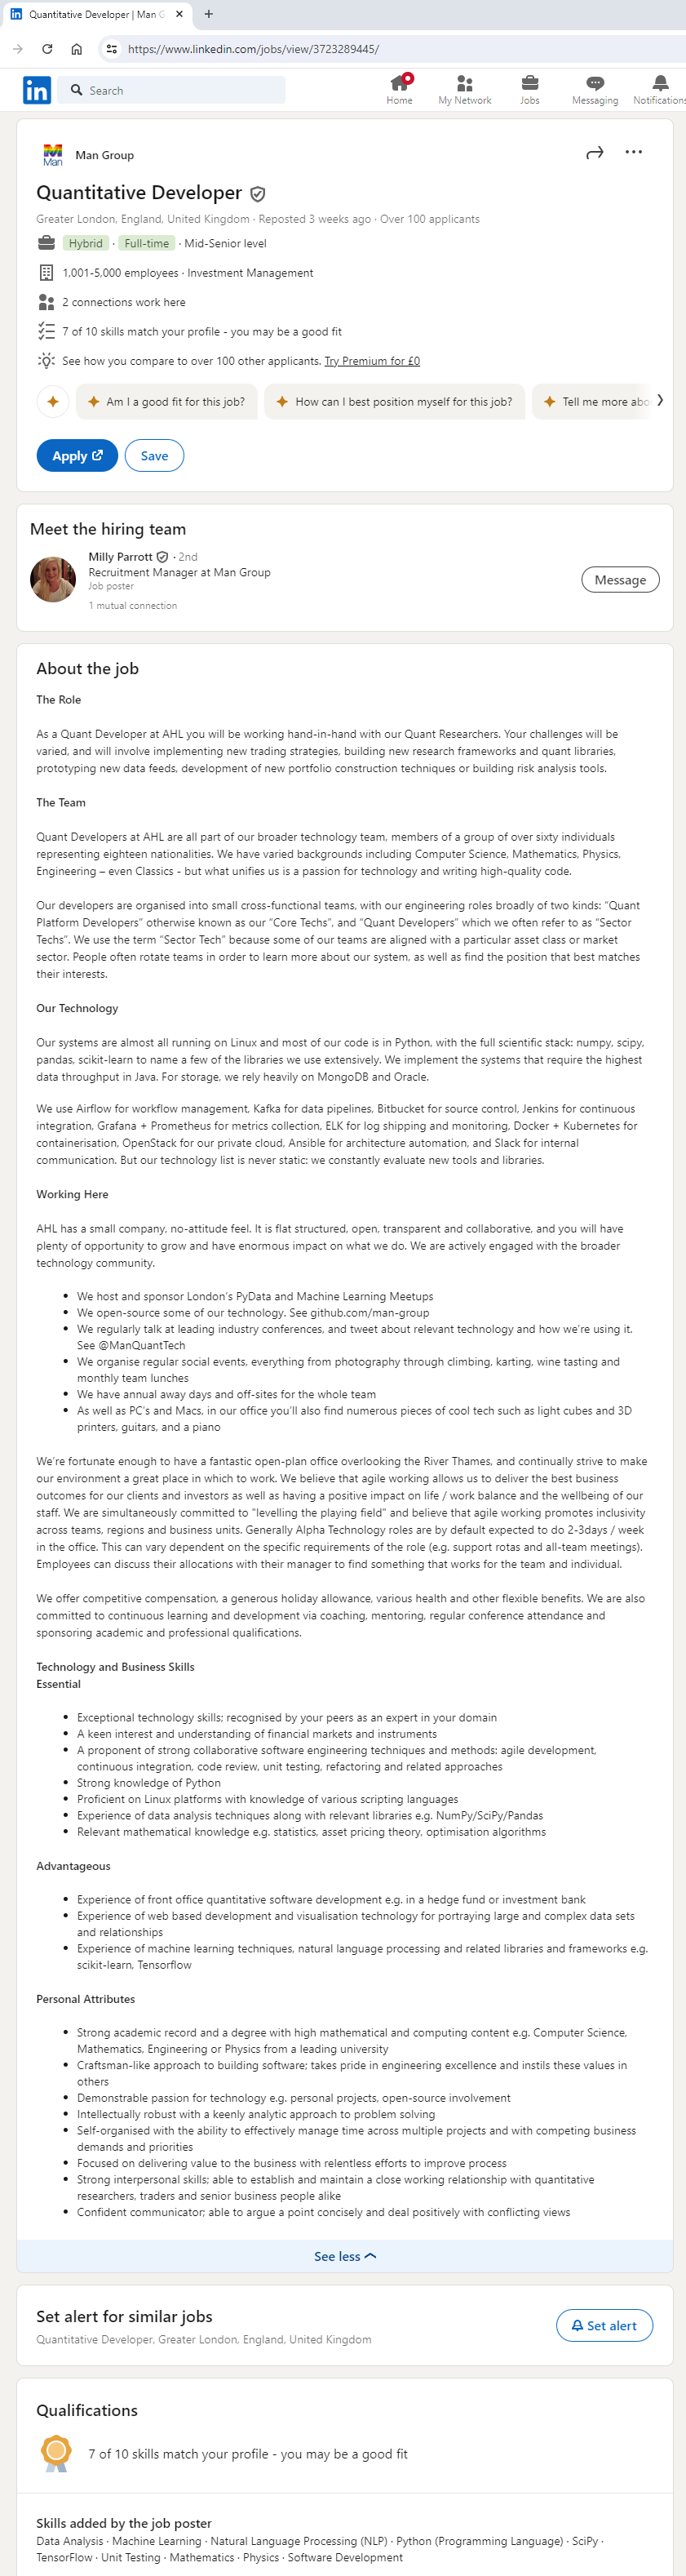 Quantitative Developer | Man G
https://www.linkedin.com/jobs/view/3723289445/
in
Search
Home
My Network
Jobs
Messaging
Notifications
Man
Man Group
Quantitative Developer
Greater London, England, United Kingdom · Reposted 3 weeks ago · Over 100 applicants
Hybrid · Full-time · Mid-Senior level
1,001-5,000 employees · Investment Management
2 connections work here
7 of 10 skills match your profile - you may be a good fit
See how you compare to over 100 other applicants. Try Premium for £0
Am I a good fit for this job?
How can I best position myself for this job?
Tell me more abo
Apply
Save
Meet the hiring team
Milly Parrott · 2nd
Recruitment Manager at Man Group
Job poster
1 mutual connection
Message
About the job
The Role
As a Quant Developer at AHL you will be working hand-in-hand with our Quant Researchers. Your challenges will be
varied, and will involve implementing new trading strategies, building new research frameworks and quant libraries,
prototyping new data feeds, development of new portfolio construction techniques or building risk analysis tools.
The Team
Quant Developers at AHL are all part of our broader technology team, members of a group of over sixty individuals
representing eighteen nationalities. We have varied backgrounds including Computer Science, Mathematics, Physics,
Engineering – even Classics - but what unifies us is a passion for technology and writing high-quality code.
Our developers are organised into small cross-functional teams, with our engineering roles broadly of two kinds: “Quant
Platform Developers” otherwise known as our “Core Techs”, and “Quant Developers” which we often refer to as “Sector
Techs”. We use the term “Sector Tech” because some of our teams are aligned with a particular asset class or market
sector. People often rotate teams in order to learn more about our system, as well as find the position that best matches
their interests.
Our Technology
Our systems are almost all running on Linux and most of our code is in Python, with the full scientific stack: numpy, scipy,
pandas, scikit-learn to name a few of the libraries we use extensively. We implement the systems that require the highest
data throughput in Java. For storage, we rely heavily on MongoDB and Oracle.
We use Airflow for workflow management, Kafka for data pipelines, Bitbucket for source control, Jenkins for continuous
integration, Grafana + Prometheus for metrics collection, ELK for log shipping and monitoring, Docker + Kubernetes for
containerisation, OpenStack for our private cloud, Ansible for architecture automation, and Slack for internal
communication. But our technology list is never static: we constantly evaluate new tools and libraries.
Working Here
AHL has a small company, no-attitude feel. It is flat structured, open, transparent and collaborative, and you will have
plenty of opportunity to grow and have enormous impact on what we do. We are actively engaged with the broader
technology community.
• We host and sponsor London’s PyData and Machine Learning Meetups
• We open-source some of our technology. See github.com/man-group
• We regularly talk at leading industry conferences, and tweet about relevant technology and how we’re using it.
See @ManQuantTech
• We organise regular social events, everything from photography through climbing, karting, wine tasting and
monthly team lunches
• We have annual away days and off-sites for the whole team
• As well as PC’s and Macs, in our office you’ll also find numerous pieces of cool tech such as light cubes and 3D
printers, guitars, and a piano
We’re fortunate enough to have a fantastic open-plan office overlooking the River Thames, and continually strive to make
our environment a great place in which to work. We believe that agile working allows us to deliver the best business
outcomes for our clients and investors as well as having a positive impact on life / work balance and the wellbeing of our
staff. We are simultaneously committed to “levelling the playing field” and believe that agile working promotes inclusivity
across teams, regions and business units. Generally Alpha Technology roles are by default expected to do 2-3days / week
in the office. This can vary dependent on the specific requirements of the role (e.g. support rotas and all-team meetings).
Employees can discuss their allocations with their manager to find something that works for the team and individual.
We offer competitive compensation, a generous holiday allowance, various health and other flexible benefits. We are also
committed to continuous learning and development via coaching, mentoring, regular conference attendance and
sponsoring academic and professional qualifications.
Technology and Business Skills
Essential
• Exceptional technology skills; recognised by your peers as an expert in your domain
• A keen interest and understanding of financial markets and instruments
• A proponent of strong collaborative software engineering techniques and methods: agile development,
continuous integration, code review, unit testing, refactoring and related approaches
• Strong knowledge of Python
• Proficient on Linux platforms with knowledge of various scripting languages
• Experience of data analysis techniques along with relevant libraries e.g. NumPy/SciPy/Pandas
• Relevant mathematical knowledge e.g. statistics, asset pricing theory, optimisation algorithms
Advantageous
• Experience of front office quantitative software development e.g. in a hedge fund or investment bank
• Experience of web based development and visualisation technology for portraying large and complex data sets
and relationships
• Experience of machine learning techniques, natural language processing and related libraries and frameworks e.g.
scikit-learn, Tensorflow
Personal Attributes
• Strong academic record and a degree with high mathematical and computing content e.g. Computer Science,
Mathematics, Engineering or Physics from a leading university
• Craftsman-like approach to building software; takes pride in engineering excellence and instils these values in
others
• Demonstrable passion for technology e.g. personal projects, open-source involvement
• Intellectually robust with a keenly analytic approach to problem solving
• Self-organised with the ability to effectively manage time across multiple projects and with competing business
demands and priorities
• Focused on delivering value to the business with relentless efforts to improve process
• Strong interpersonal skills; able to establish and maintain a close working relationship with quantitative
researchers, traders and senior business people alike
• Confident communicator; able to argue a point concisely and deal positively with conflicting views
See less
Set alert for similar jobs
Quantitative Developer, Greater London, England, United Kingdom
Set alert
Qualifications
7 of 10 skills match your profile - you may be a good fit
Skills added by the job poster
Data Analysis · Machine Learning · Natural Language Processing (NLP) · Python (Programming Language) · SciPy ·
TensorFlow · Unit Testing · Mathematics · Physics · Software Development